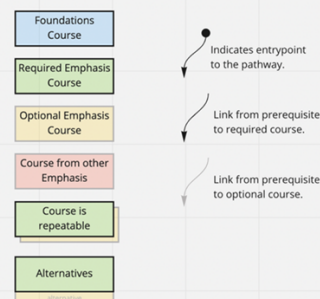 Foundations
Course
Indicates entrypoint
to the pathway.
Required Emphasis
Course
Optional Emphasis
Course
Link from prerequisite
to required course.
Course from other
Emphasis
Link from prerequisite
to optional course.
Course is
repeatable
Alternatives
alternative